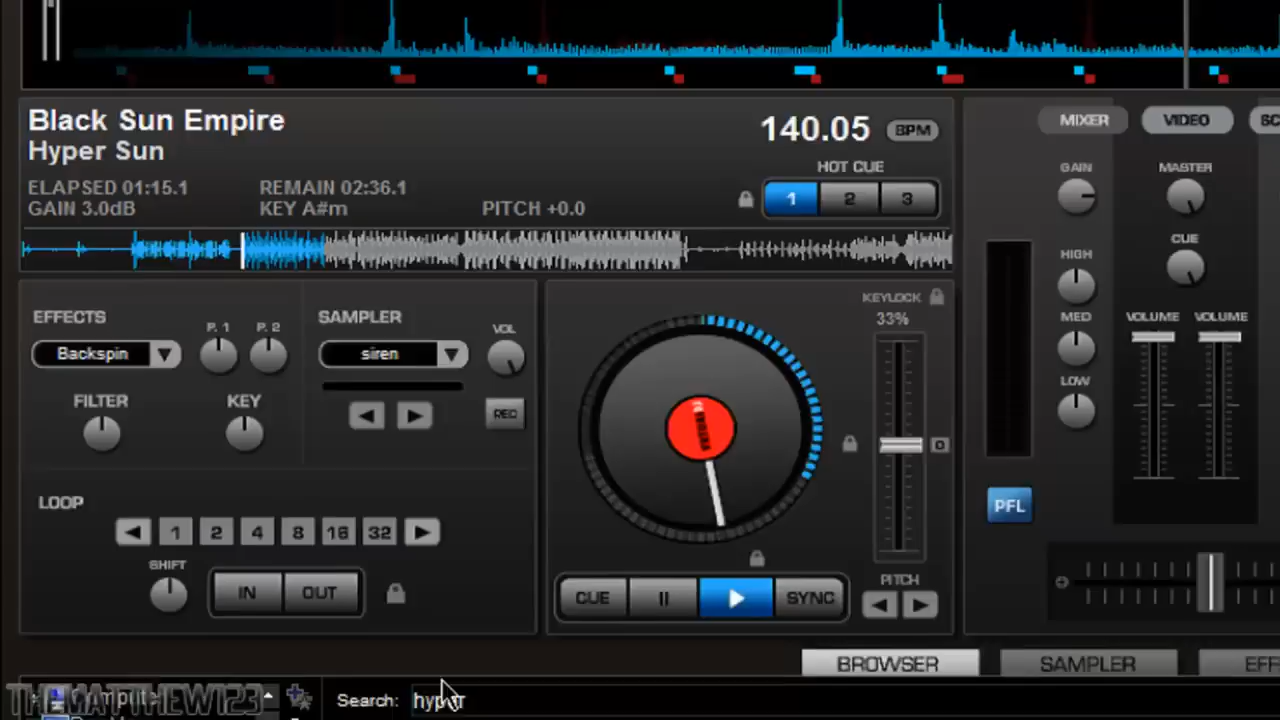 Black Sun Empire
Hyper Sun
140.05 BPM
HOT CUE
1 2 3
ELAPSED 01:15.1 REMAIN 02:36.1
GAIN 3.0dB KEY A#m PITCH +0.0
MIXER VIDEO SC
GAIN MASTER
HIGH CUE
MED
LOW
VOLUME VOLUME
PFL
EFFECTS
P. 1 P. 2
Backspin
FILTER KEY
SAMPLER
VOL
siren
REC
LOOP
1 2 4 8 16 32
SHIFT
IN OUT
KEYLOCK
33%
CUE SYNC
PITCH
BROWSER SAMPLER EFF
THEMATTHEW123
Search: